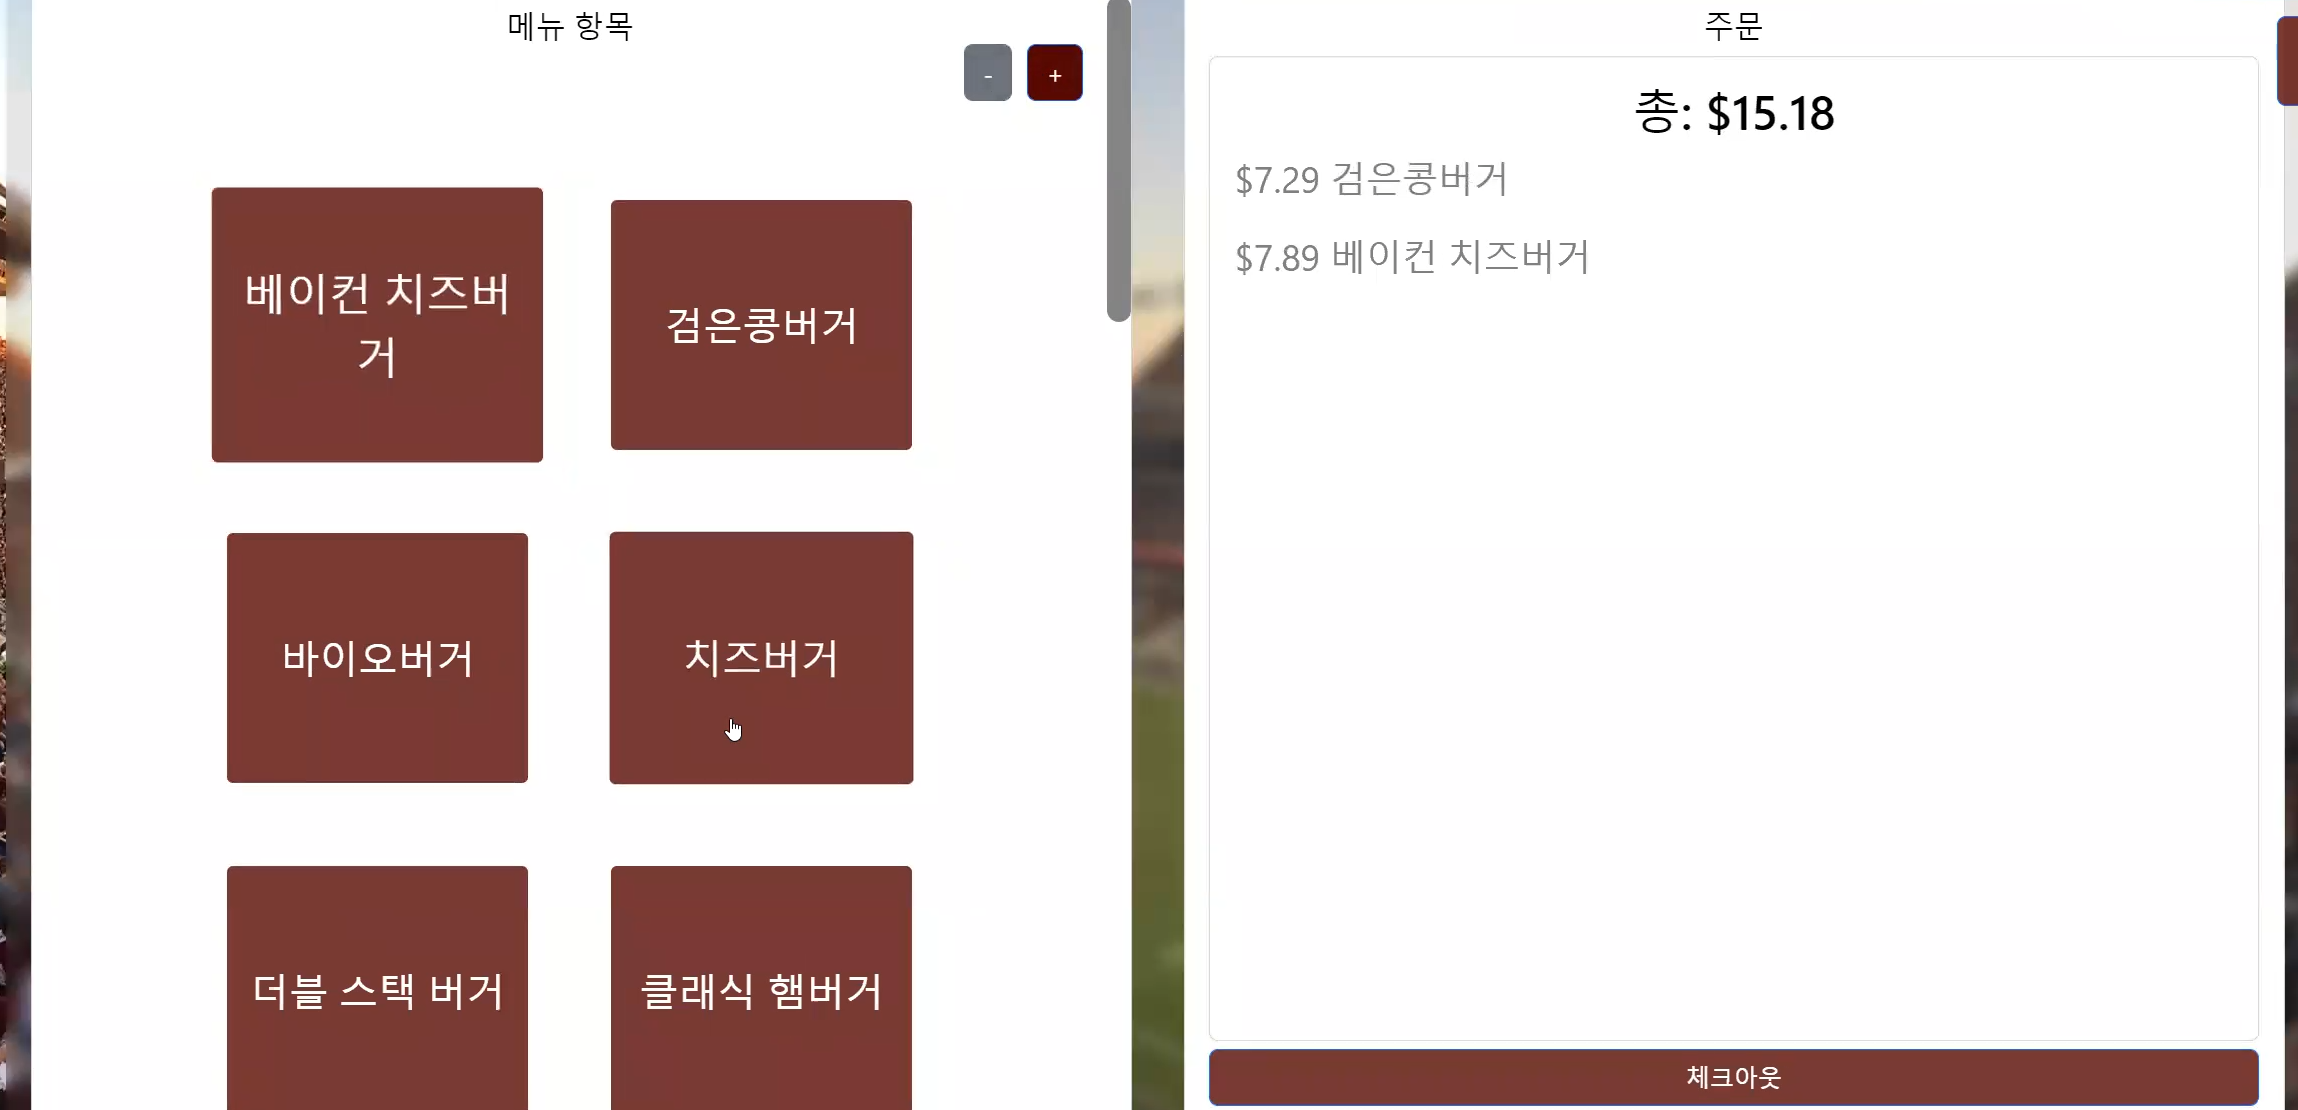 메뉴 항목
-
+
베이컨 치즈버
거
검은콩버거
바이오버거
치즈버거
더블 스택 버거
클래식 햄버거
주문
총: $15.18
$7.29 검은콩버거
$7.89 베이컨 치즈버거
체크아웃